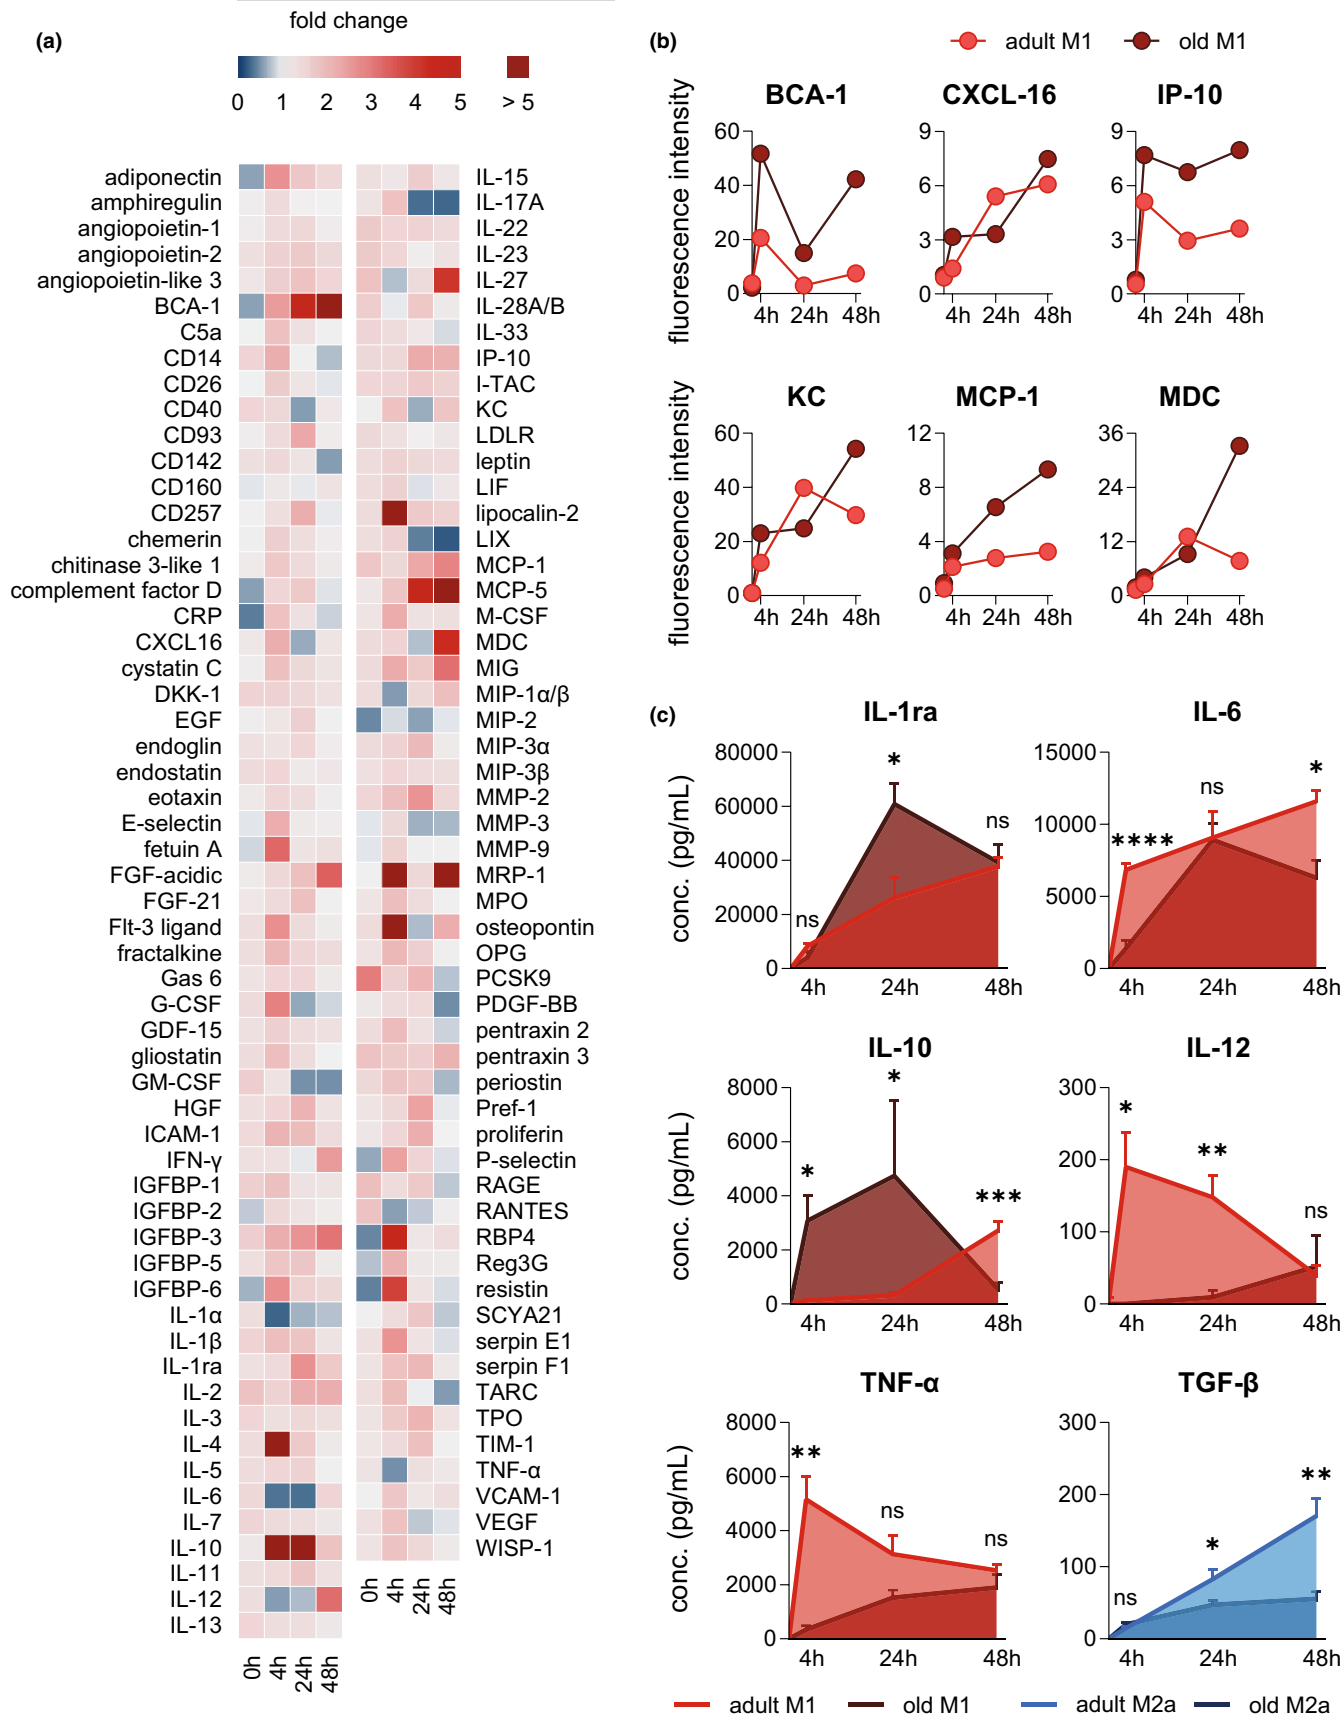 (a)
fold change
0 1 2 3 4 5 > 5
adiponectin
amphiregulin
angiopoietin-1
angiopoietin-2
angiopoietin-like 3
BCA-1
C5a
CD14
CD26
CD40
CD93
CD142
CD160
CD257
chemerin
chitinase 3-like 1
complement factor D
CRP
CXCL16
cystatin C
DKK-1
EGF
endoglin
endostatin
eotaxin
E-selectin
fetuin A
FGF-acidic
FGF-21
Flt-3 ligand
fractalkine
Gas 6
G-CSF
GDF-15
gliostatin
GM-CSF
HGF
ICAM-1
IFN-γ
IGFBP-1
IGFBP-2
IGFBP-3
IGFBP-5
IGFBP-6
IL-1α
IL-1β
IL-1ra
IL-2
IL-3
IL-4
IL-5
IL-6
IL-7
IL-10
IL-11
IL-12
IL-13
0h 4h 24h 48h
IL-15
IL-17A
IL-22
IL-23
IL-27
IL-28A/B
IL-33
IP-10
I-TAC
KC
LDLR
leptin
LIF
lipocalin-2
LIX
MCP-1
MCP-5
M-CSF
MDC
MIG
MIP-1α/β
MIP-2
MIP-3α
MIP-3β
MMP-2
MMP-3
MMP-9
MRP-1
MPO
osteopontin
OPG
PCSK9
PDGF-BB
pentraxin 2
pentraxin 3
periostin
Pref-1
proliferin
P-selectin
RAGE
RANTES
RBP4
Reg3G
resistin
SCYA21
serpin E1
serpin F1
TARC
TPO
TIM-1
TNF-α
VCAM-1
VEGF
WISP-1
0h 4h 24h 48h
(b)
adult M1 old M1
fluorescence intensity
BCA-1
60
40
20
0
4h 24h 48h
CXCL-16
9
6
3
0
4h 24h 48h
IP-10
9
6
3
0
4h 24h 48h
fluorescence intensity
KC
60
40
20
0
4h 24h 48h
MCP-1
12
8
4
0
4h 24h 48h
MDC
36
24
12
0
4h 24h 48h
(c)
IL-1ra
conc. (pg/mL)
80000
60000
40000
20000
0
ns * ns
4h 24h 48h
IL-6
15000
10000
5000
0
**** ns *
4h 24h 48h
IL-10
conc. (pg/mL)
8000
6000
4000
2000
0
* * ***
4h 24h 48h
IL-12
300
200
100
0
* ** ns
4h 24h 48h
TNF-α
conc. (pg/mL)
8000
6000
4000
2000
0
** ns ns
4h 24h 48h
TGF-β
300
200
100
0
ns * **
4h 24h 48h
adult M1 old M1 adult M2a old M2a